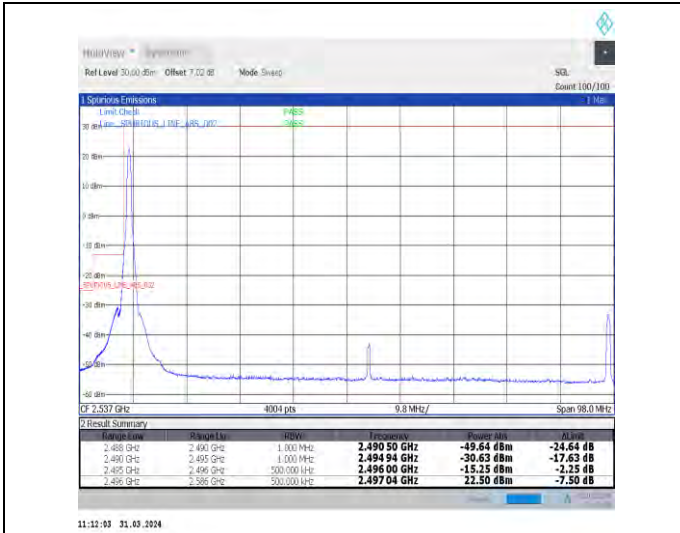 MultiView Spectrum
Ref Level 30.00 dBm Offset 7.02 dB Mode Sweep SGL
Count 100/100
1 Spurious Emissions 1 Max
Limit Check PASS
30 dBm Line _SPURIOUS_LINE_ABS_002 PASS
20 dBm
10 dBm
0 dBm
-10 dBm
-20 dBm
_SPURIOUS_LINE_ABS_002
-30 dBm
-40 dBm
-50 dBm
-60 dBm
CF 2.537 GHz 4004 pts 9.8 MHz/ Span 98.0 MHz
2 Result Summary
Range Low Range Up RBW Frequency Power Abs ΔLimit
2.488 GHz 2.490 GHz 1.000 MHz 2.490 50 GHz -49.64 dBm -24.64 dB
2.490 GHz 2.495 GHz 1.000 MHz 2.494 94 GHz -30.63 dBm -17.63 dB
2.495 GHz 2.496 GHz 500.000 kHz 2.496 00 GHz -15.25 dBm -2.25 dB
2.496 GHz 2.586 GHz 500.000 kHz 2.497 04 GHz 22.50 dBm -7.50 dB
11:12:03 31.03.2024